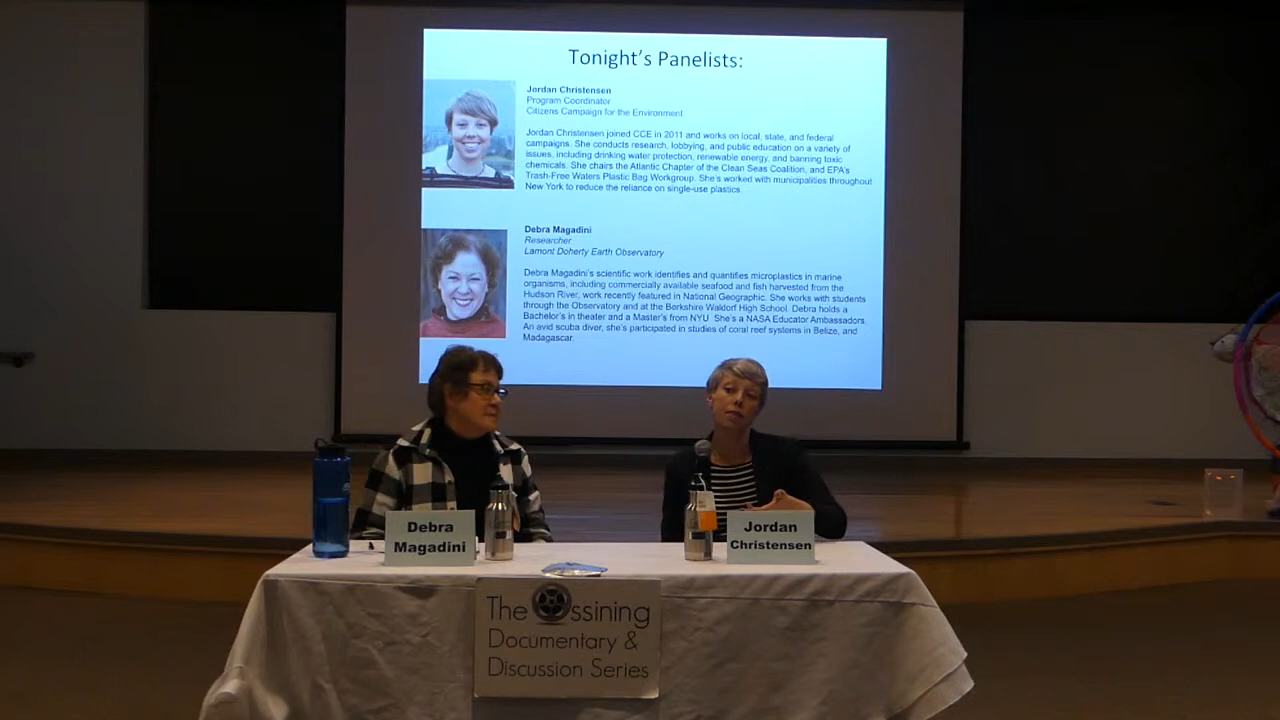 Tonight's Panelists:
Jordan Christensen
Program Coordinator
Citizens Campaign for the Environment
Jordan Christensen joined CCE in 2011 and works on local, state, and federal
campaigns. She conducts research, lobbying, and public education on a variety of
issues, including drinking water protection, renewable energy, and banning toxic
chemicals. She chairs the Atlantic Chapter of the Clean Seas Coalition, and EPA's
Trash-Free Waters Plastic Bag Workgroup. She's worked with municipalities throughout
New York to reduce the reliance on single-use plastics.
Debra Magadini
Researcher
Lamont Doherty Earth Observatory
Debra Magadini's scientific work identifies and quantifies microplastics in marine
organisms, including commercially available seafood and fish harvested from the
Hudson River, work recently featured in National Geographic. She works with students
through the Observatory and at the Berkshire Waldorf High School. Debra holds a
Bachelor's in theater and a Master's from NYU. She's a NASA Educator Ambassadors.
An avid scuba diver, she's participated in studies of coral reef systems in Belize, and
Madagascar.
Debra
Magadini
Jordan
Christensen
The Ossining
Documentary &
Discussion Series